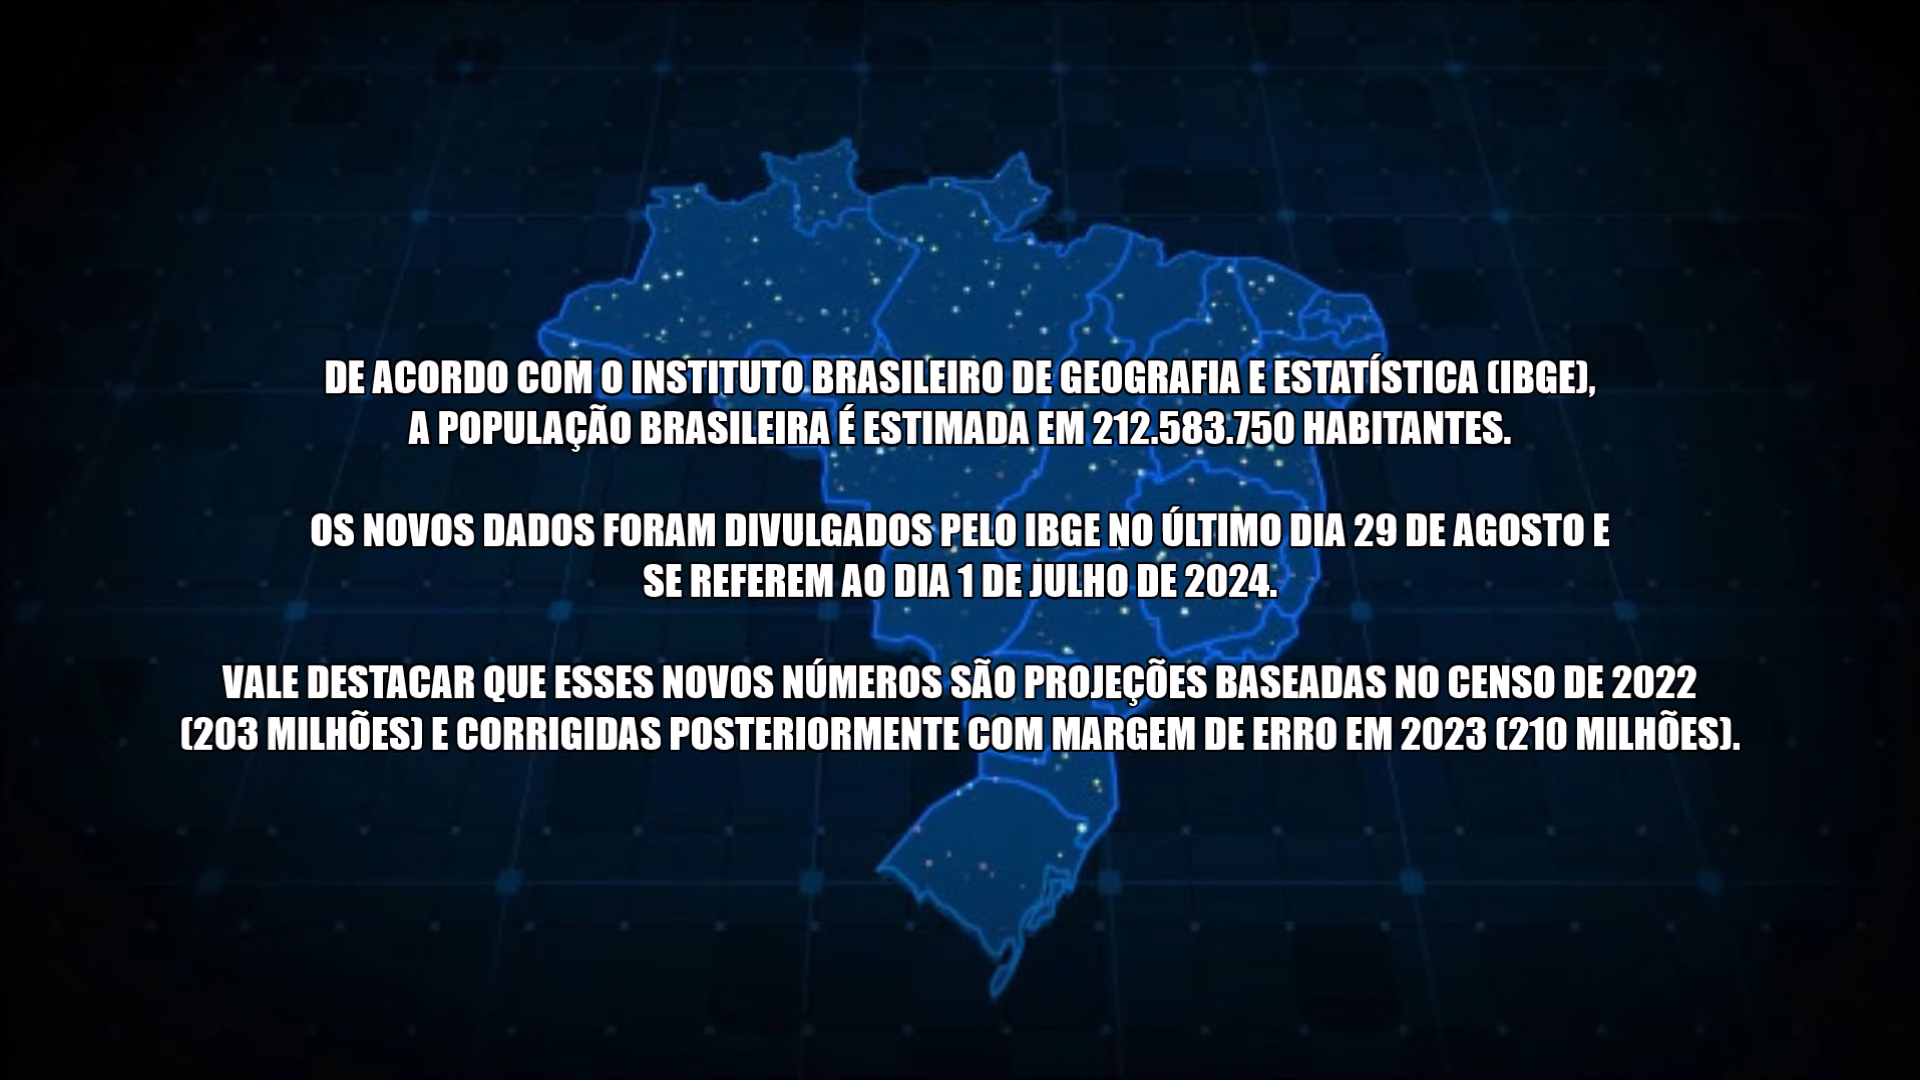 DE ACORDO COM O INSTITUTO BRASILEIRO DE GEOGRAFIA E ESTATÍSTICA (IBGE),
A POPULAÇÃO BRASILEIRA É ESTIMADA EM 212.583.750 HABITANTES.
OS NOVOS DADOS FORAM DIVULGADOS PELO IBGE NO ÚLTIMO DIA 29 DE AGOSTO E
SE REFEREM AO DIA 1 DE JULHO DE 2024.
VALE DESTACAR QUE ESSES NOVOS NÚMEROS SÃO PROJEÇÕES BASEADAS NO CENSO DE 2022
(203 MILHÕES) E CORRIGIDAS POSTERIORMENTE COM MARGEM DE ERRO EM 2023 (210 MILHÕES).